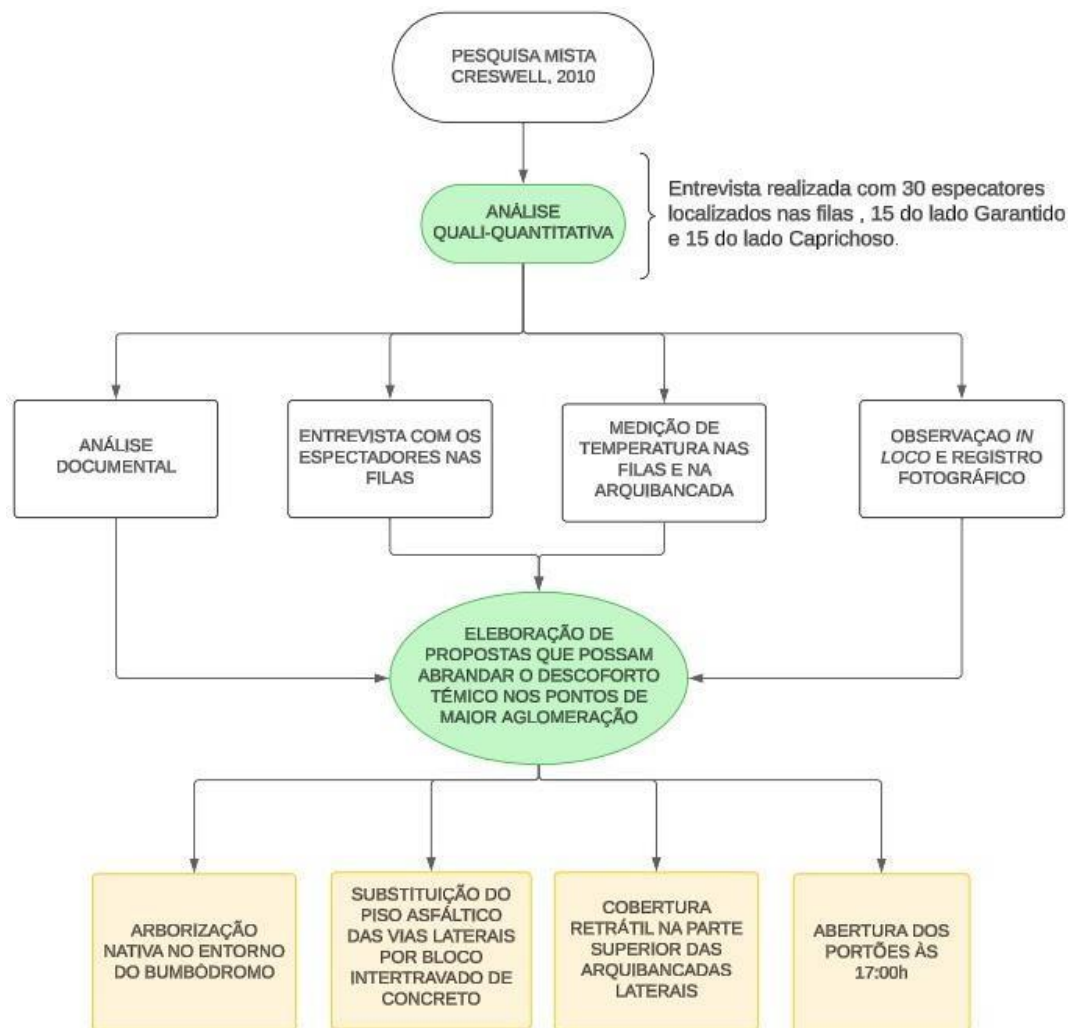 PESQUISA MISTA
CRESWELL, 2010
ANÁLISE
QUALI-QUANTITATIVA
Entrevista realizada com 30 especatores
localizados nas filas , 15 do lado Garantido
e 15 do lado Caprichoso.
ANÁLISE
DOCUMENTAL
ENTREVISTA COM OS
ESPECTADORES NAS
FILAS
MEDIÇÃO DE
TEMPERATURA NAS
FILAS E NA
ARQUIBANCADA
OBSERVAÇAO IN
LOCO E REGISTRO
FOTOGRÁFICO
ELEBORAÇÃO DE
PROPOSTAS QUE POSSAM
ABRANDAR O DESCOFORTO
TÉMICO NOS PONTOS DE
MAIOR AGLOMERAÇÃO
ARBORIZAÇÃO
NATIVA NO ENTORNO
DO BUMBÓDROMO
SUBSTITUIÇÃO DO
PISO ASFÁLTICO
DAS VIAS LATERAIS
POR BLOCO
INTERTRAVADO DE
CONCRETO
COBERTURA
RETRÁTIL NA PARTE
SUPERIOR DAS
ARQUIBANCADAS
LATERAIS
ABERTURA DOS
PORTÕES ÀS
17:00h